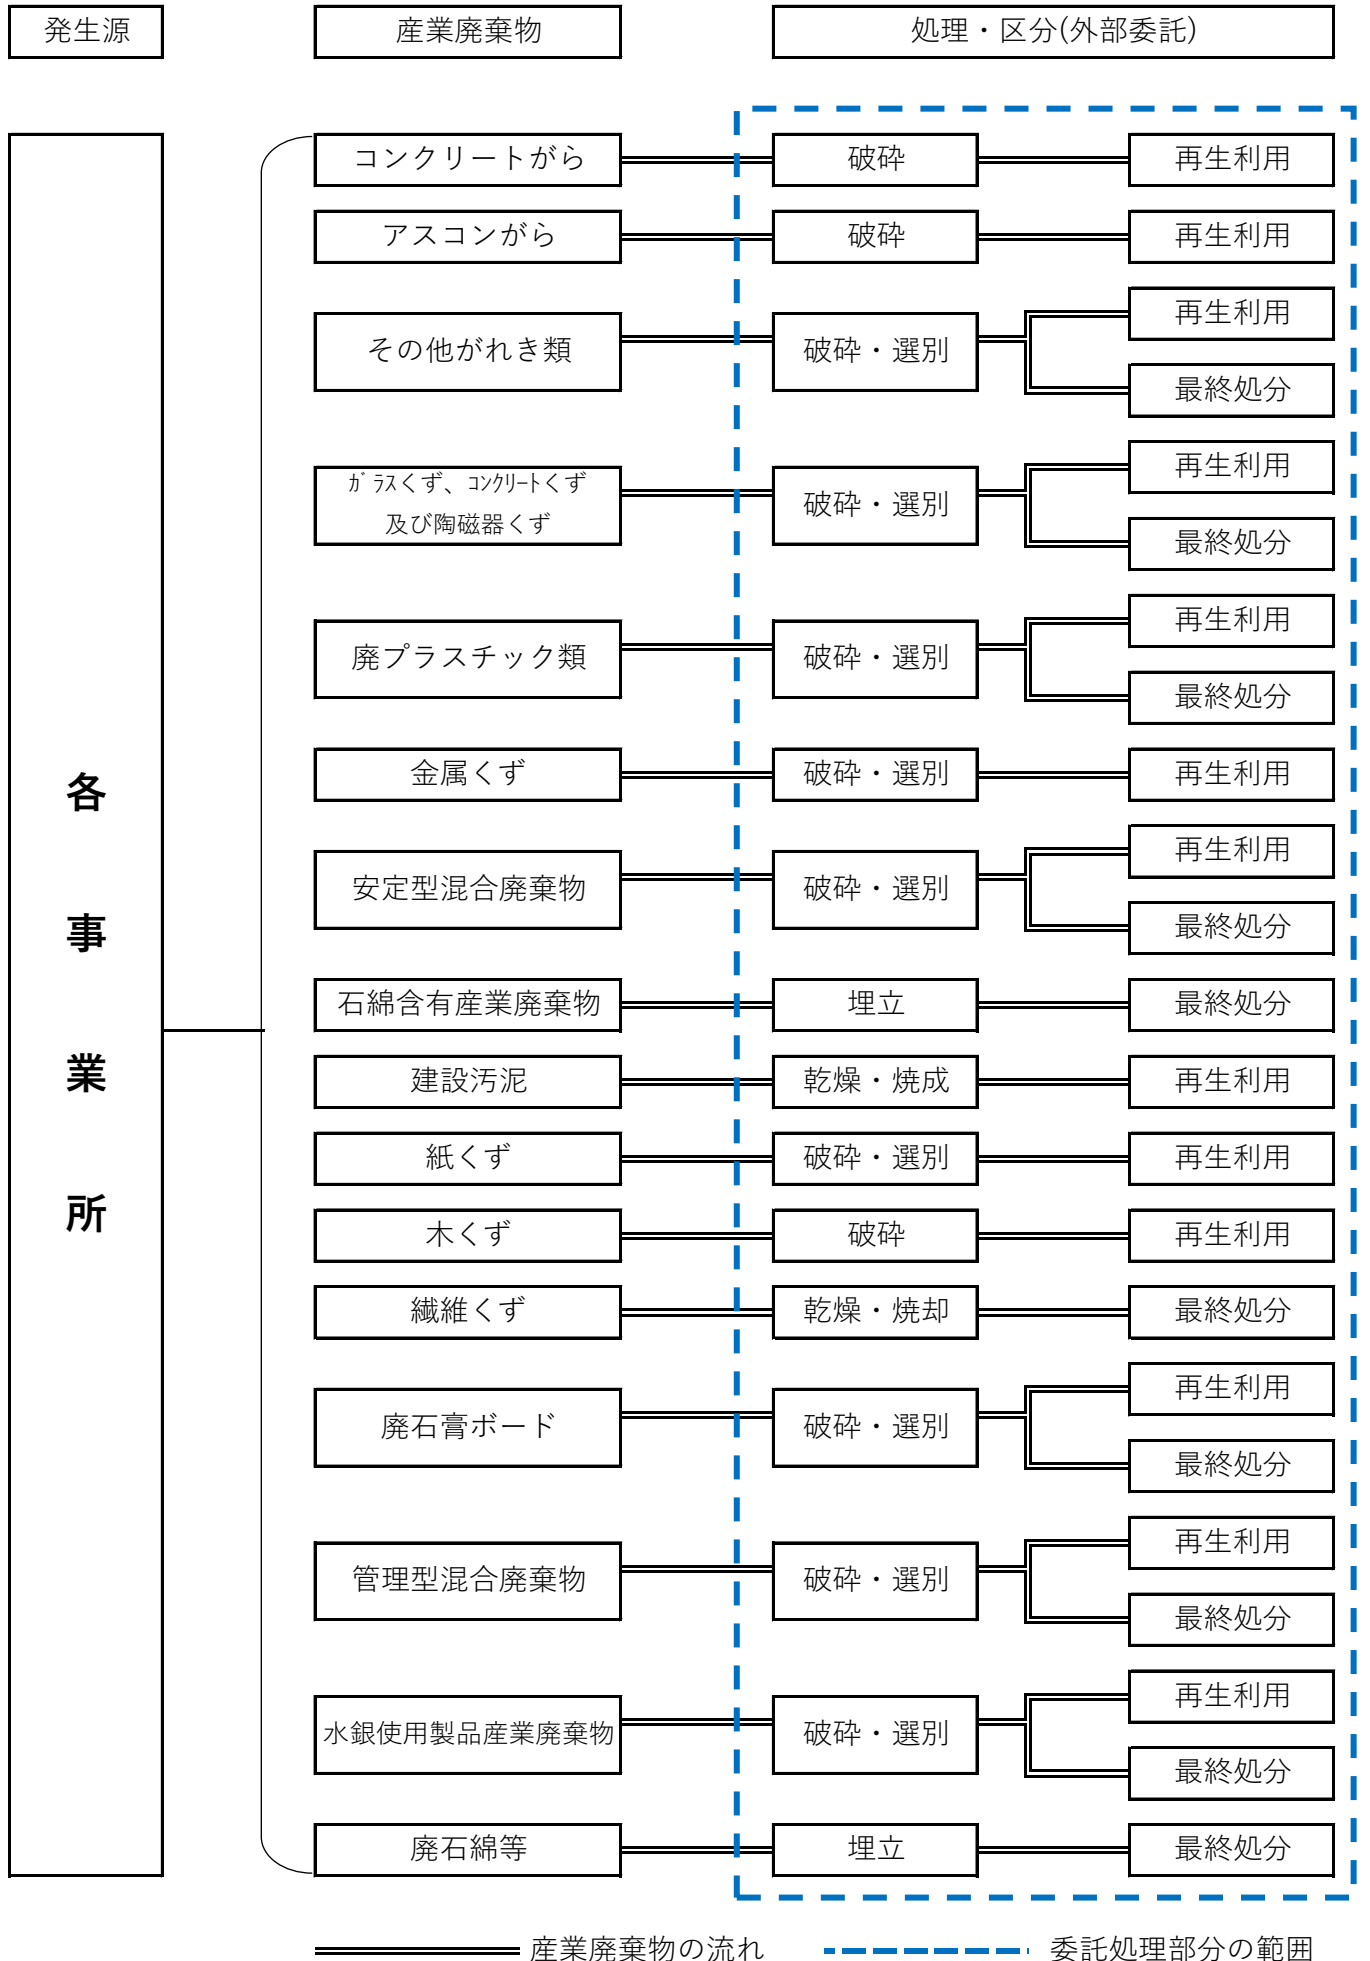 発生源
産業廃棄物
処理・区分(外部委託)
各
事
業
所
コンクリートがら
破砕
再生利用
アスコンがら
破砕
再生利用
その他がれき類
破砕・選別
再生利用
最終処分
ｶﾞﾗｽくず、ｺﾝｸﾘｰﾄくず
及び陶磁器くず
破砕・選別
再生利用
最終処分
廃プラスチック類
破砕・選別
再生利用
最終処分
金属くず
破砕・選別
再生利用
安定型混合廃棄物
破砕・選別
再生利用
最終処分
石綿含有産業廃棄物
埋立
最終処分
建設汚泥
乾燥・焼成
再生利用
紙くず
破砕・選別
再生利用
木くず
破砕
再生利用
繊維くず
乾燥・焼却
最終処分
廃石膏ボード
破砕・選別
再生利用
最終処分
管理型混合廃棄物
破砕・選別
再生利用
最終処分
水銀使用製品産業廃棄物
破砕・選別
再生利用
最終処分
廃石綿等
埋立
最終処分
産業廃棄物の流れ
委託処理部分の範囲